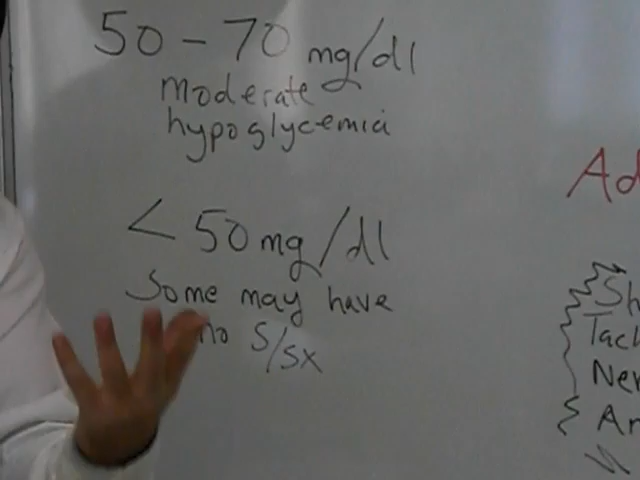 50 - 70 mg/dl
moderate
hypoglycemia
< 50 mg/dl
Some may have
no S/SX
Ad
Sh
Tach
Ner
An